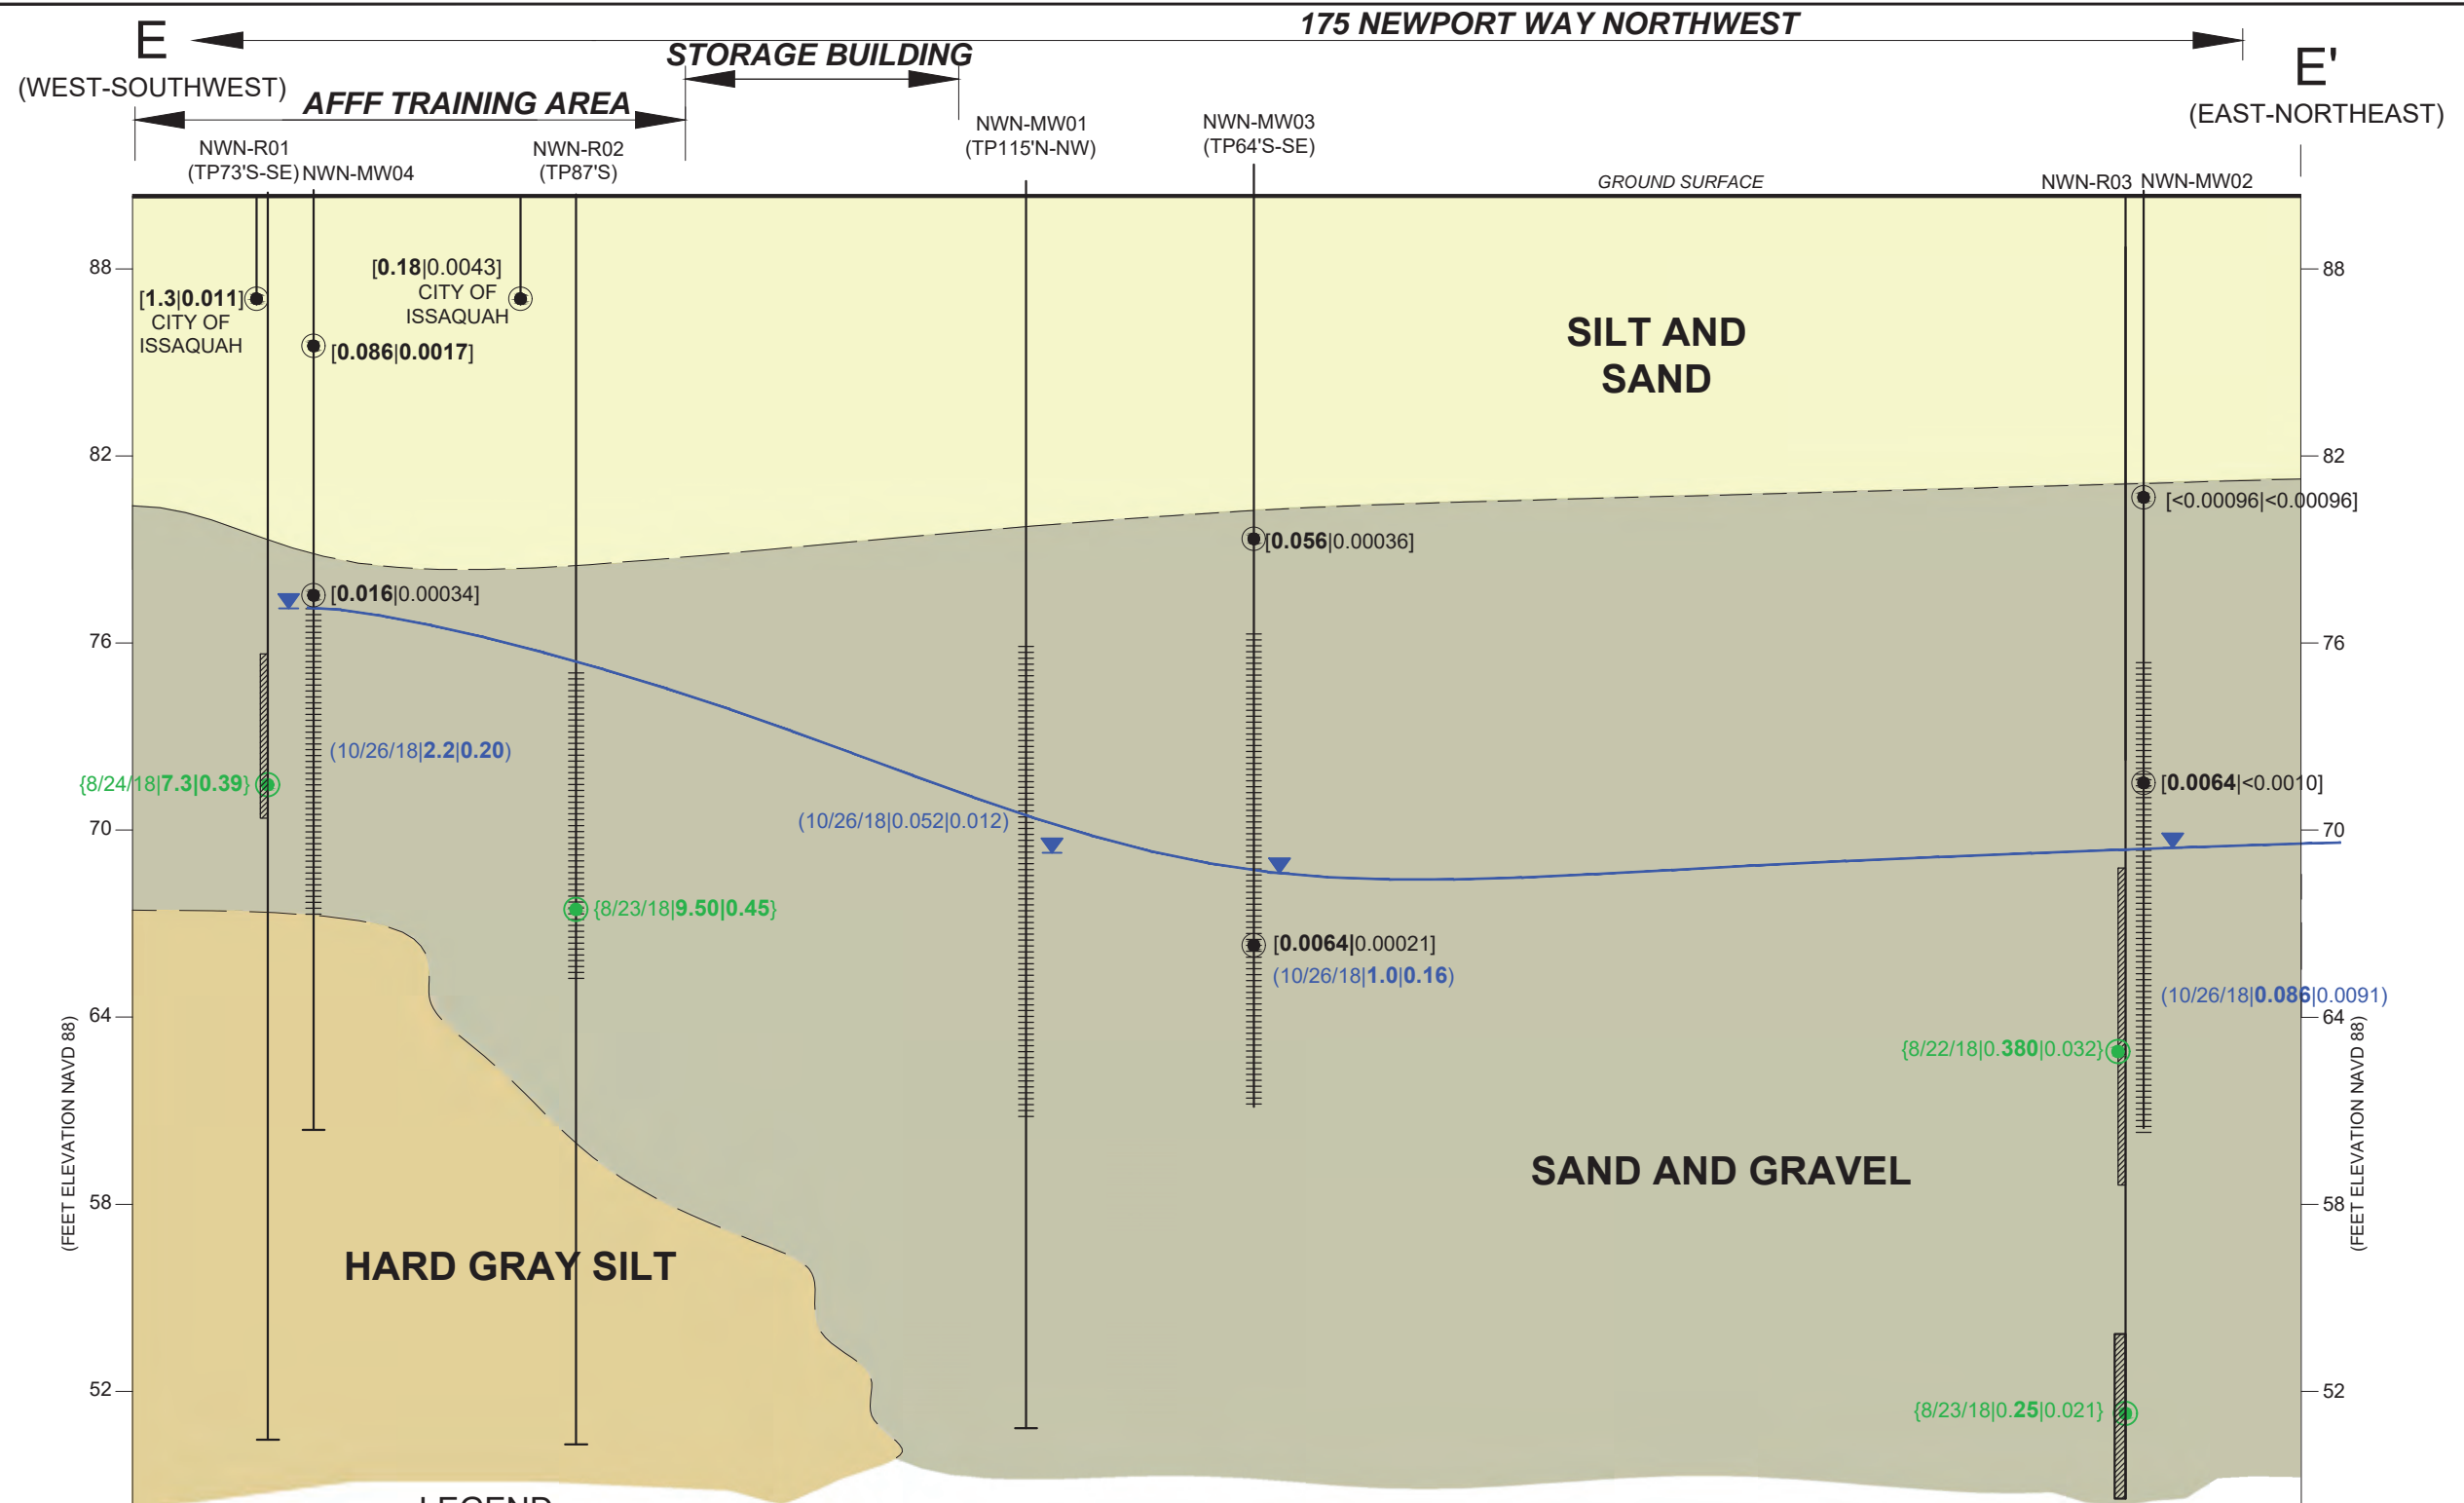 175 NEWPORT WAY NORTHWEST
E
(WEST-SOUTHWEST)
STORAGE BUILDING
E'
(EAST-NORTHEAST)
AFFF TRAINING AREA
NWN-R01
(TP73'S-SE)
NWN-MW04
NWN-R02
(TP87'S)
NWN-MW01
(TP115'N-NW)
NWN-MW03
(TP64'S-SE)
GROUND SURFACE
NWN-R03
NWN-MW02
88
[1.3|0.011]
CITY OF
ISSAQUAH
[0.18|0.0043]
CITY OF
ISSAQUAH
[0.086|0.0017]
SILT AND
SAND
88
82
82
[<0.00096|<0.00096]
[0.056|0.00036]
[0.016|0.00034]
76
76
(10/26/18|2.2|0.20)
{8/24/18|7.3|0.39}
[0.0064|<0.0010]
70
(10/26/18|0.052|0.012)
70
{8/23/18|9.50|0.45}
[0.0064|0.00021]
(10/26/18|1.0|0.16)
(10/26/18|0.086|0.0091)
64
64
{8/22/18|0.380|0.032}
(FEET ELEVATION NAVD 88)
(FEET ELEVATION NAVD 88)
SAND AND GRAVEL
58
58
HARD GRAY SILT
52
52
{8/23/18|0.25|0.021}
LEGEND